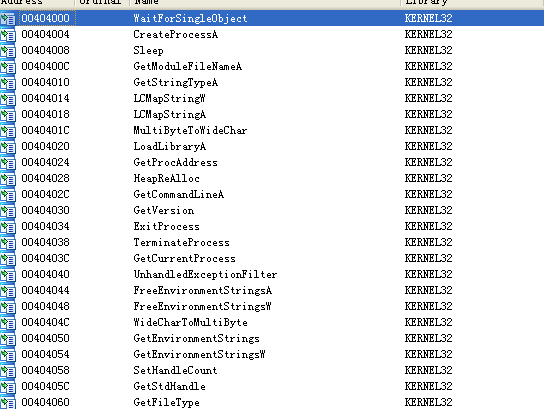 Address Ordinal Name Library
00404000 WaitForSingleObject KERNEL32
00404004 CreateProcessA KERNEL32
00404008 Sleep KERNEL32
0040400C GetModuleFileNameA KERNEL32
00404010 GetStringTypeA KERNEL32
00404014 LCMapStringW KERNEL32
00404018 LCMapStringA KERNEL32
0040401C MultiByteToWideChar KERNEL32
00404020 LoadLibraryA KERNEL32
00404024 GetProcAddress KERNEL32
00404028 HeapReAlloc KERNEL32
0040402C GetCommandLineA KERNEL32
00404030 GetVersion KERNEL32
00404034 ExitProcess KERNEL32
00404038 TerminateProcess KERNEL32
0040403C GetCurrentProcess KERNEL32
00404040 UnhandledExceptionFilter KERNEL32
00404044 FreeEnvironmentStringsA KERNEL32
00404048 FreeEnvironmentStringsW KERNEL32
0040404C WideCharToMultiByte KERNEL32
00404050 GetEnvironmentStrings KERNEL32
00404054 GetEnvironmentStringsW KERNEL32
00404058 SetHandleCount KERNEL32
0040405C GetStdHandle KERNEL32
00404060 GetFileType KERNEL32